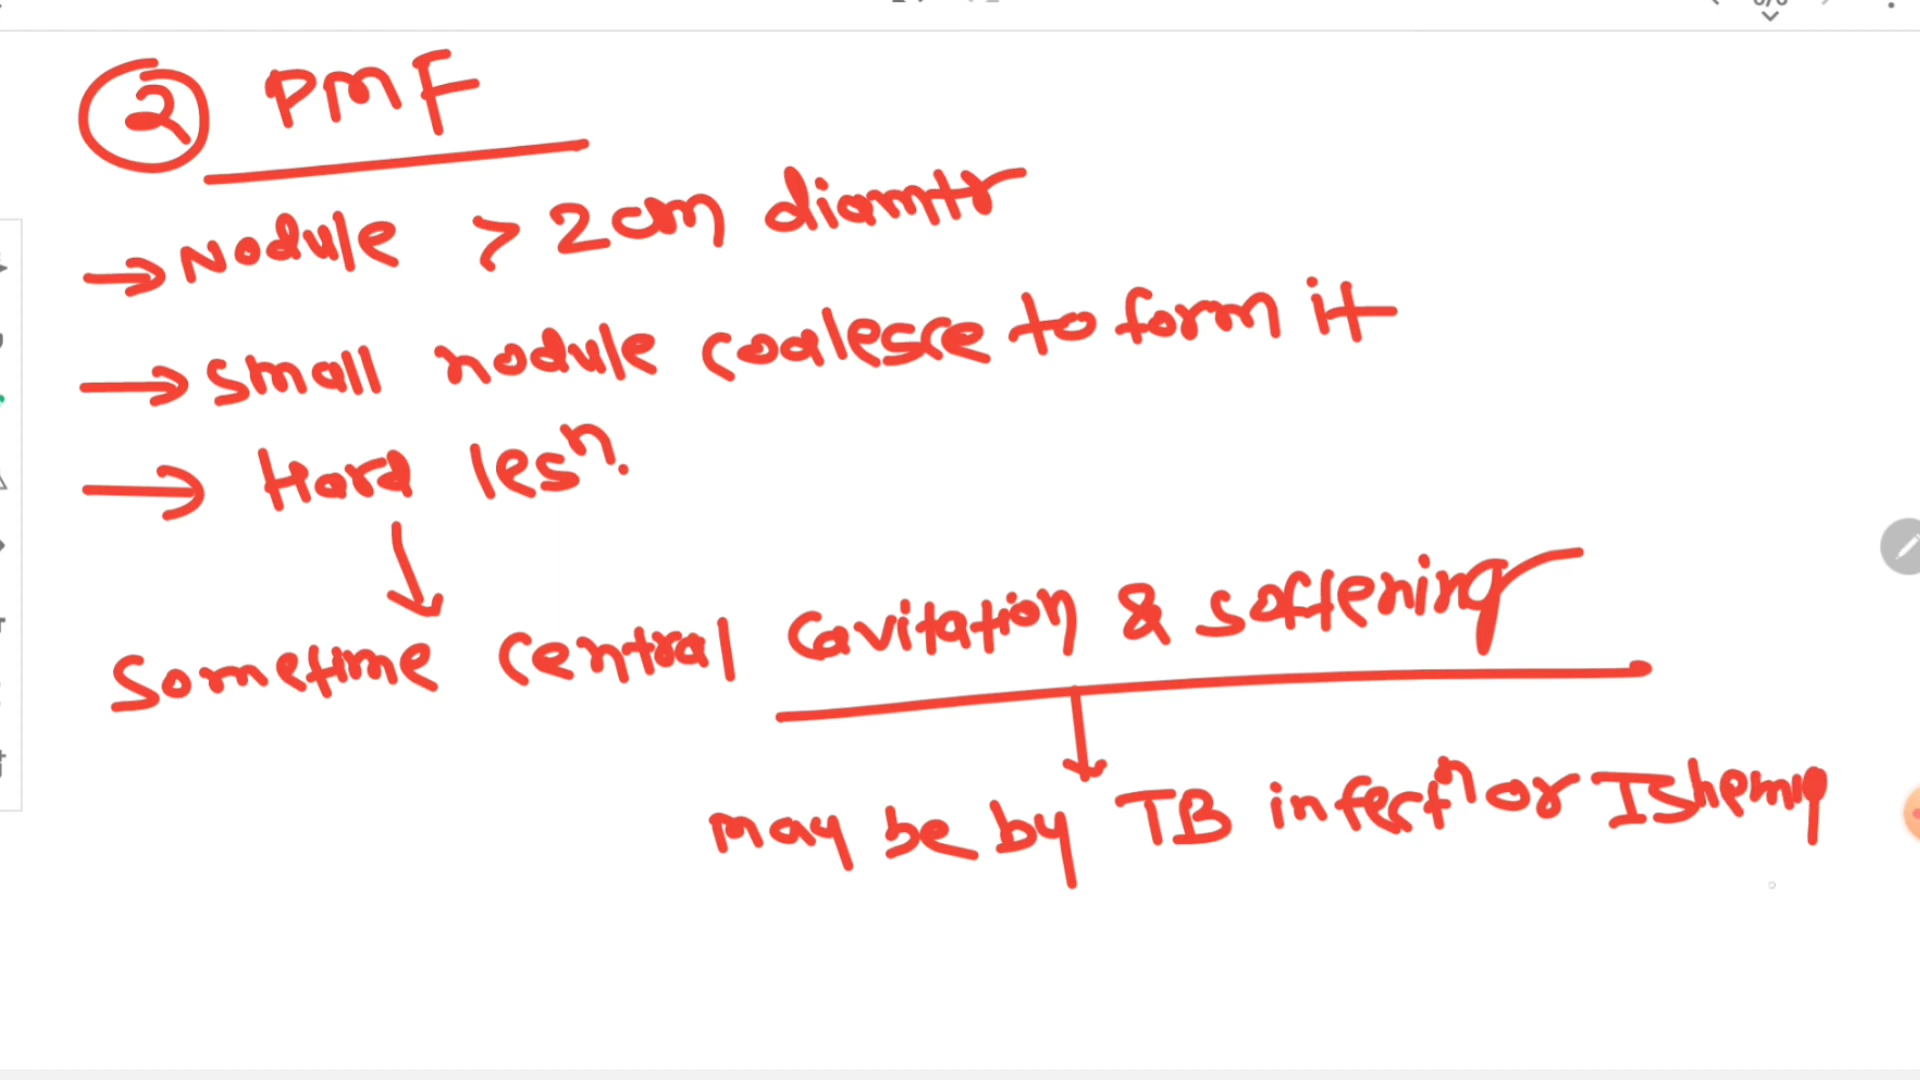 ② PMF
→ Nodule > 2cm diamtr
→ small nodule coalesce to form it
→ Hard lesⁿ.
↓
Sometime central cavitation & softening
↓
may be by TB infectⁿ or Ishemia